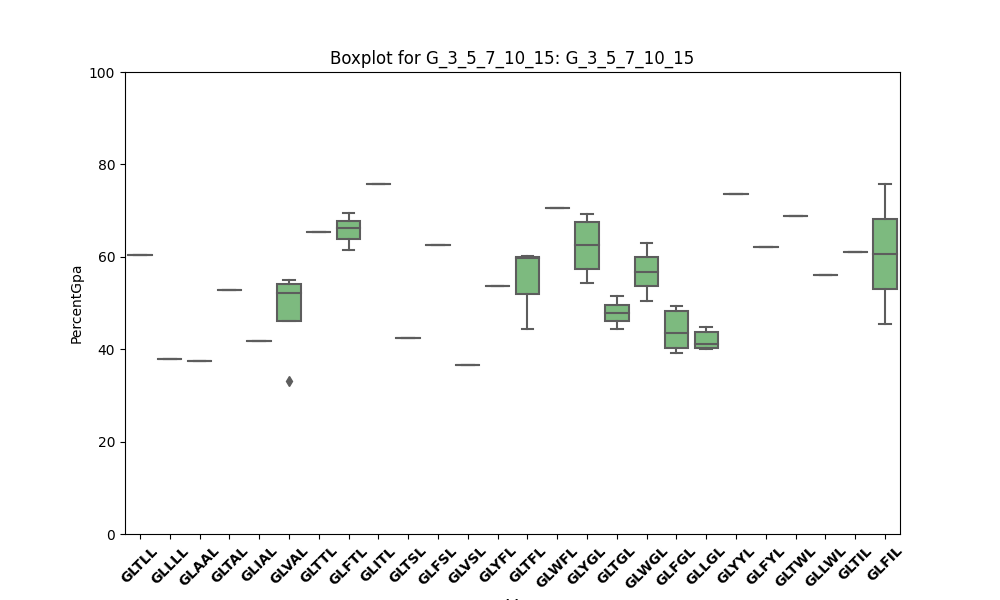 Boxplot for G_3_5_7_10_15: G_3_5_7_10_15
100
80
60
40
20
0
PercentGpa
GLTLL
GLLLL
GLAAL
GLTAL
GLIAL
GLVAL
GLTTL
GLFTL
GLITL
GLTSL
GLFSL
GLVSL
GLYFL
GLTFL
GLWFL
GLYGL
GLTGL
GLWGL
GLFGL
GLLGL
GLYYL
GLFYL
GLTWL
GLLWL
GLTIL
GLFIL